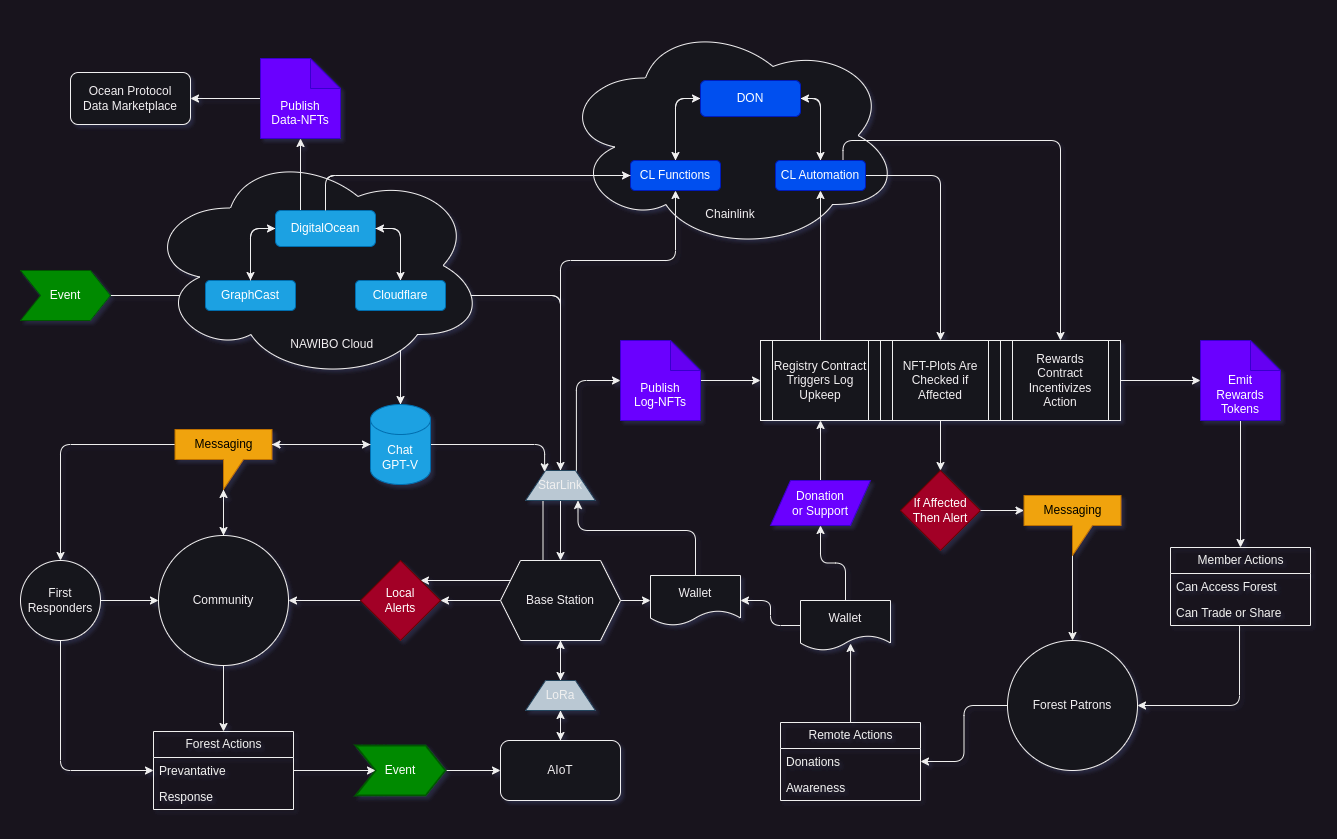 Ocean Protocol
Data Marketplace
Publish
Data-NFTs
DON
CL Functions
CL Automation
Chainlink
DigitalOcean
GraphCast
Cloudflare
NAWIBO Cloud
Event
Publish
Log-NFTs
Registry Contract
Triggers Log
Upkeep
NFT-Plots Are
Checked if
Affected
Rewards
Contract
Incentivizes
Action
Emit
Rewards
Tokens
Messaging
Chat
GPT-V
StarLink
Donation
or Support
If Affected
Then Alert
Messaging
First
Responders
Community
Local
Alerts
Base Station
Wallet
Wallet
Member Actions
Can Access Forest
Can Trade or Share
LoRa
Forest Patrons
Forest Actions
Prevantative
Response
Event
AIoT
Remote Actions
Donations
Awareness